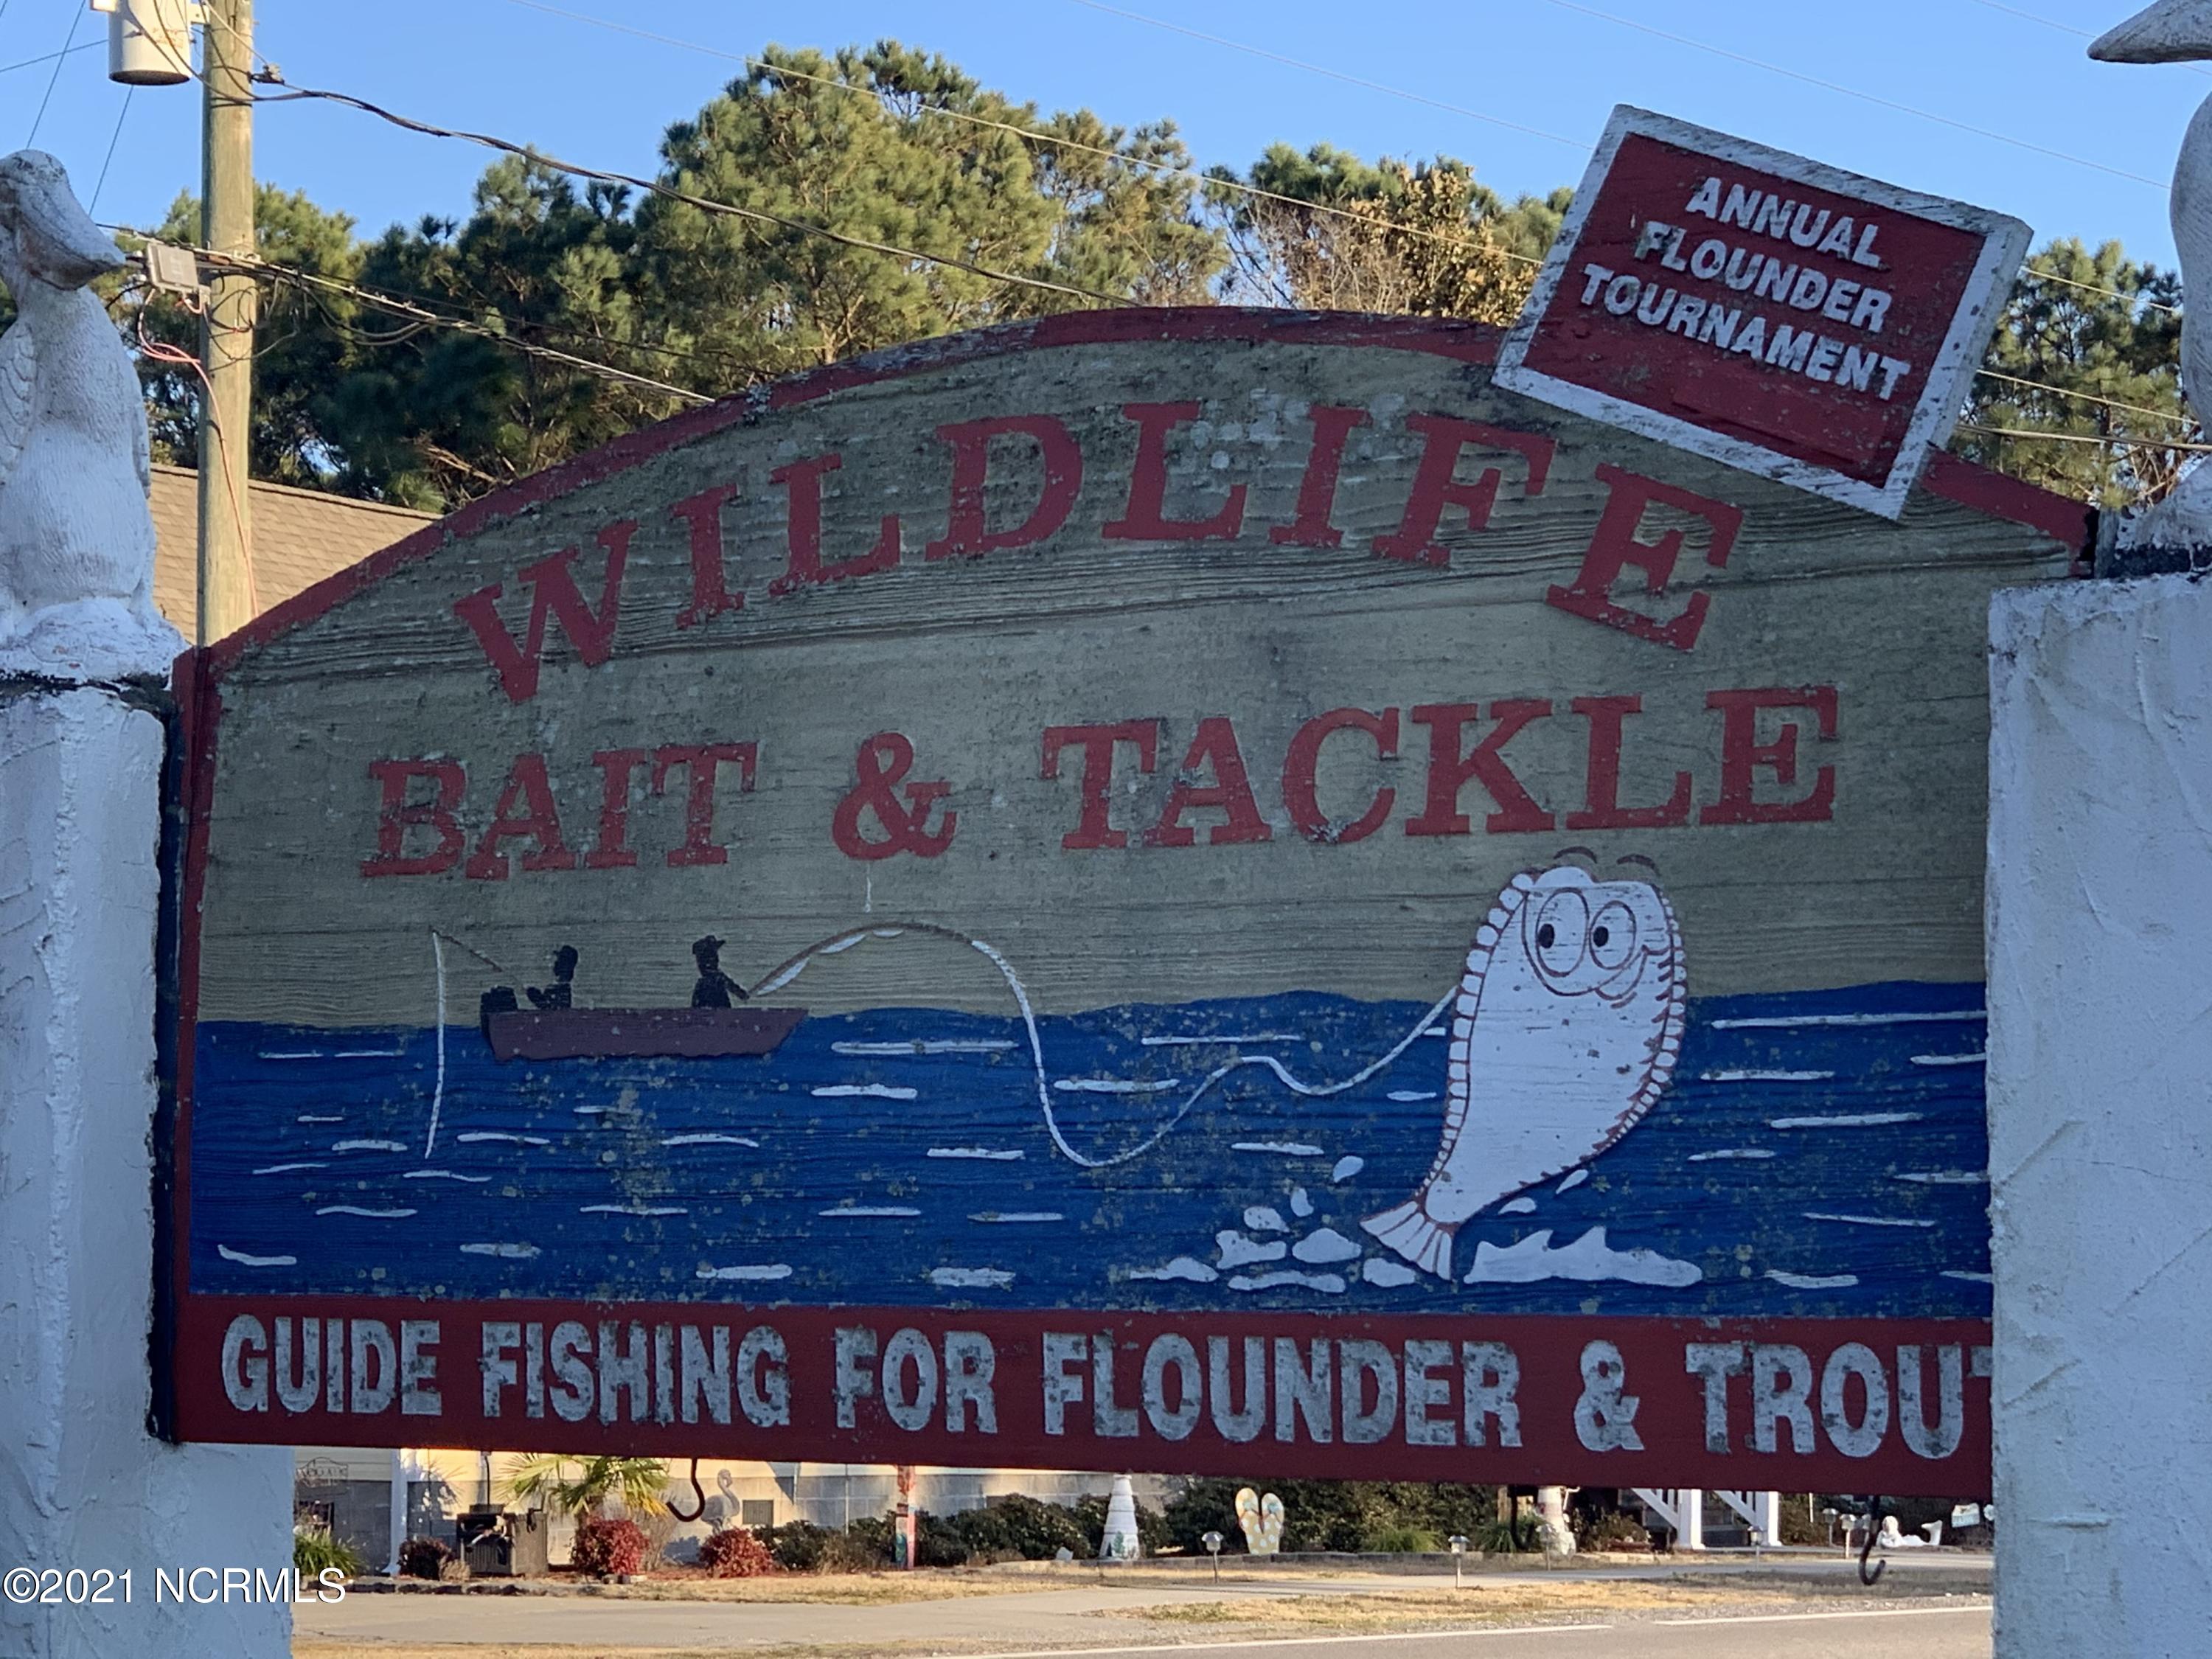 ANNUAL
FLOUNDER
TOURNAMENT
WILDLIFE
BAIT & TACKLE
GUIDE FISHING FOR FLOUNDER & TROUT
©2021 NCRMLS